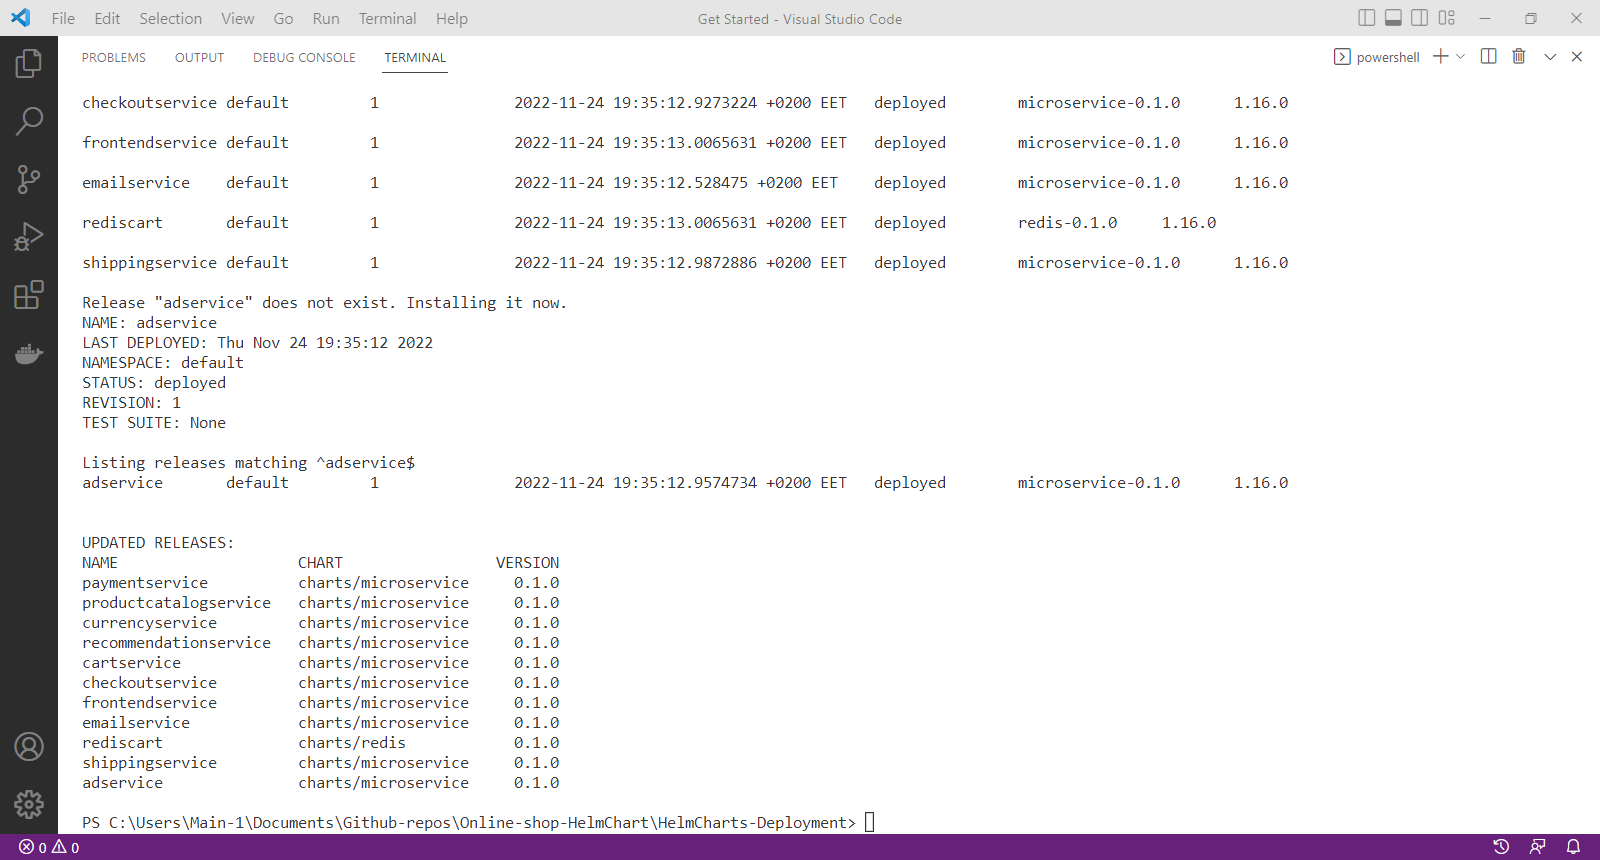 File Edit Selection View Go Run Terminal Help Get Started - Visual Studio Code
PROBLEMS OUTPUT DEBUG CONSOLE TERMINAL powershell
checkoutservice default 1 2022-11-24 19:35:12.9273224 +0200 EET deployed microservice-0.1.0 1.16.0
frontendservice default 1 2022-11-24 19:35:13.0065631 +0200 EET deployed microservice-0.1.0 1.16.0
emailservice default 1 2022-11-24 19:35:12.528475 +0200 EET deployed microservice-0.1.0 1.16.0
rediscart default 1 2022-11-24 19:35:13.0065631 +0200 EET deployed redis-0.1.0 1.16.0
shippingservice default 1 2022-11-24 19:35:12.9872886 +0200 EET deployed microservice-0.1.0 1.16.0
Release "adservice" does not exist. Installing it now.
NAME: adservice
LAST DEPLOYED: Thu Nov 24 19:35:12 2022
NAMESPACE: default
STATUS: deployed
REVISION: 1
TEST SUITE: None
Listing releases matching ^adservice$
adservice default 1 2022-11-24 19:35:12.9574734 +0200 EET deployed microservice-0.1.0 1.16.0
UPDATED RELEASES:
NAME CHART VERSION
paymentservice charts/microservice 0.1.0
productcatalogservice charts/microservice 0.1.0
currencyservice charts/microservice 0.1.0
recommendationservice charts/microservice 0.1.0
cartservice charts/microservice 0.1.0
checkoutservice charts/microservice 0.1.0
frontendservice charts/microservice 0.1.0
emailservice charts/microservice 0.1.0
rediscart charts/redis 0.1.0
shippingservice charts/microservice 0.1.0
adservice charts/microservice 0.1.0
PS C:\Users\Main-1\Documents\Github-repos\Online-shop-HelmChart\HelmCharts-Deployment>
0 0